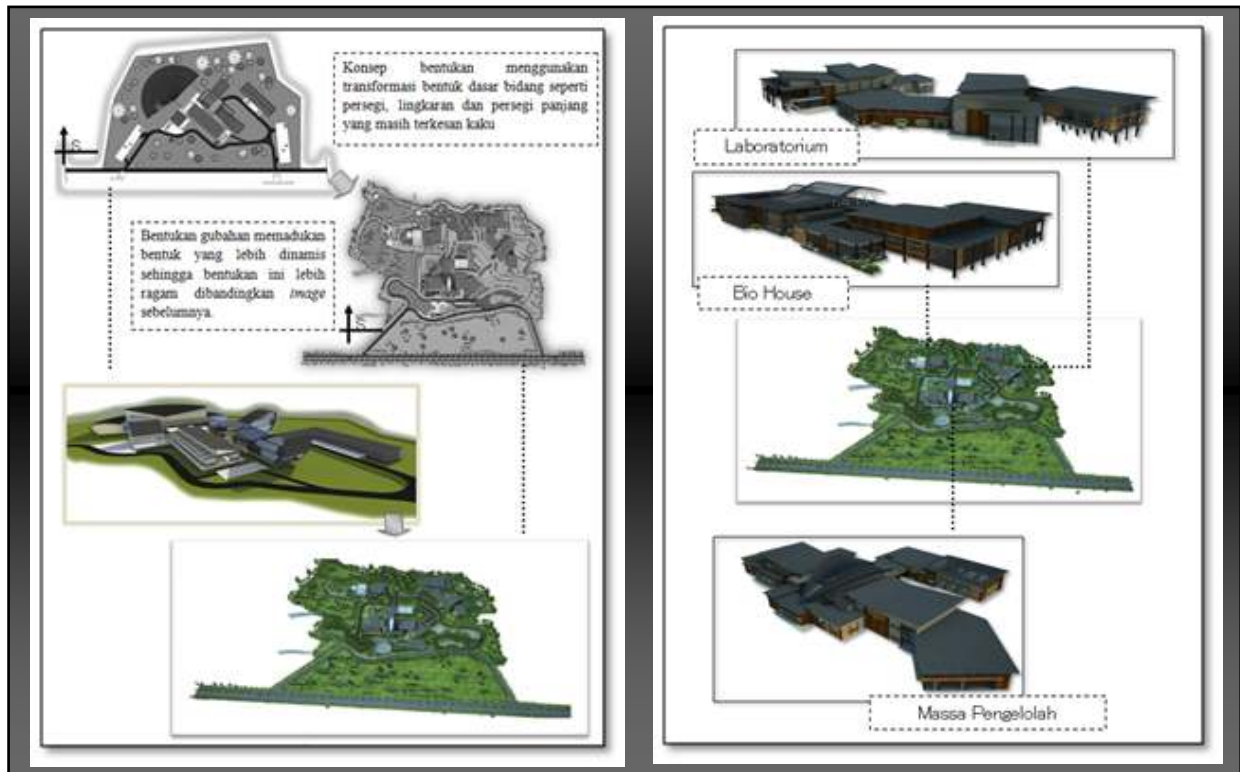 Konsep bentukan menggunakan
transformasi bentuk dasar bidang seperti
persegi, lingkaran dan persegi panjang
yang masih terkesan kaku
S
Bentukan gubahan memadukan
bentuk yang lebih dinamis
sehingga bentukan ini lebih
ragam dibandingkan image
sebelumnya.
S
Laboratorium
Bio House
Massa Pengelolah